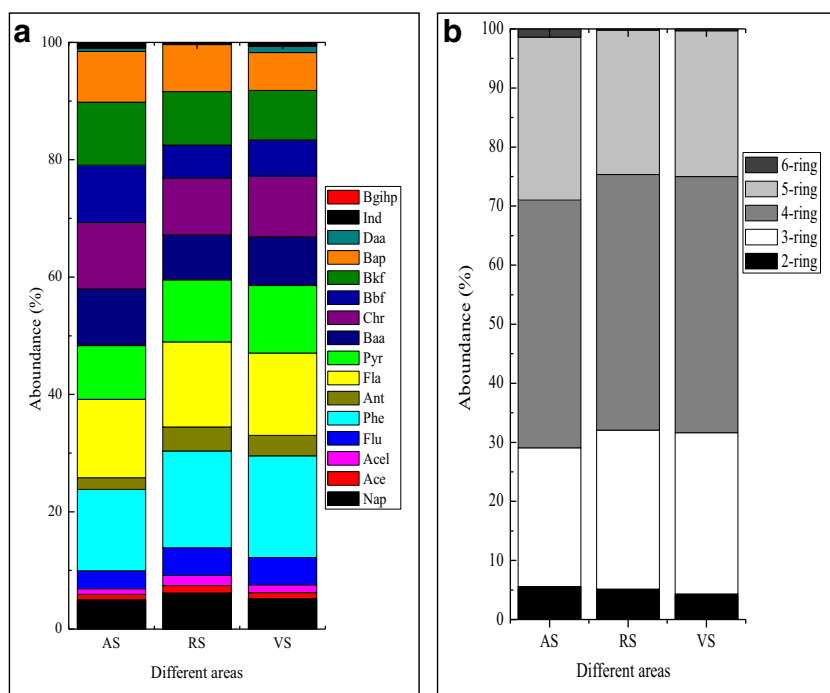 a
100
80
60
40
20
0
Aboundance (%)
AS RS VS
Different areas
Bgihp
Ind
Daa
Bap
Bkf
Bbf
Chr
Baa
Pyr
Fla
Ant
Phe
Flu
Acel
Ace
Nap
b
100
90
80
70
60
50
40
30
20
10
0
Aboundance (%)
AS RS VS
Different areas
6-ring
5-ring
4-ring
3-ring
2-ring